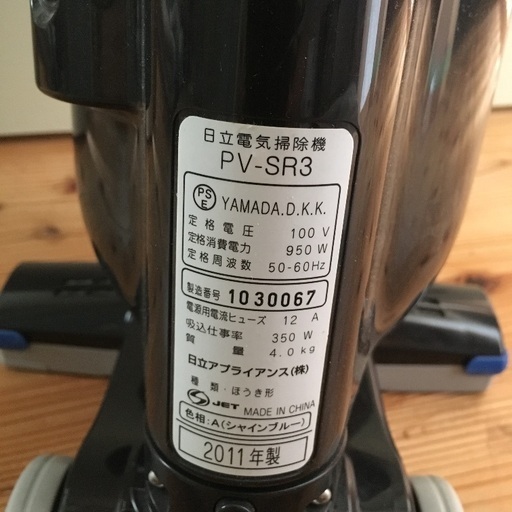 日立電気掃除機
PV-SR3
PS
E
YAMADA.D.K.K.
定格電圧 100 V
定格消費電力 950 W
定格周波数 50-60Hz
製造番号 1030067
電源用電流ヒューズ 12 A
吸込仕事率 350 W
質量 4.0 kg
日立アプライアンス(株)
種類・ほうき形
S JET MADE IN CHINA
色相:A(シャインブルー)
2011年製